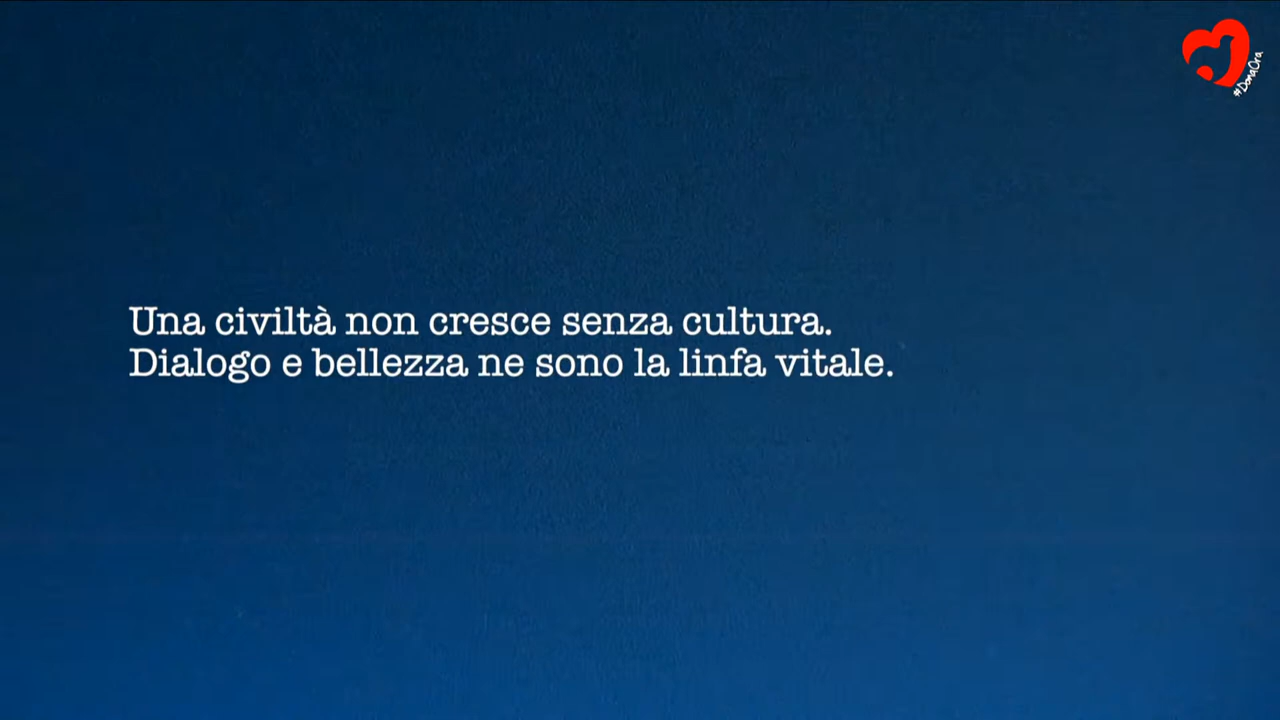 #DonaOra
Una civiltà non cresce senza cultura.
Dialogo e bellezza ne sono la linfa vitale.